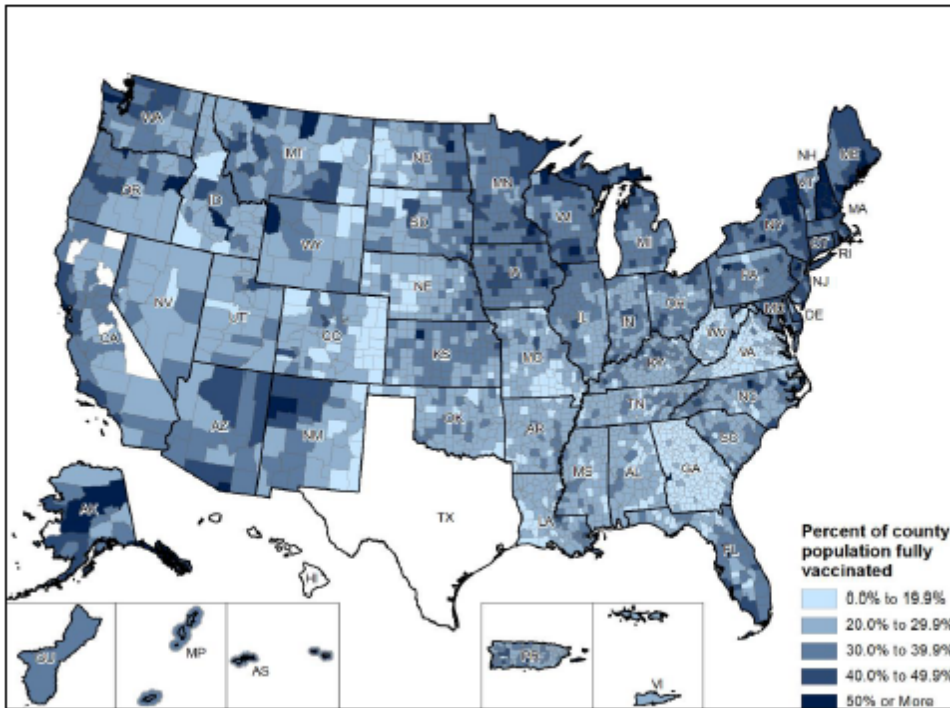 WA
MT
ND
MN
OR
ID
SD
WI
WY
MI
NH
ME
VT
MA
NY
CT
RI
PA
NJ
IA
NE
NV
UT
CO
CA
IL
IN
OH
MD
DE
WV
VA
KS
MO
KY
NC
TN
AZ
NM
OK
AR
SC
MS
AL
GA
LA
TX
FL
AK
HI
GU
MP
AS
PR
VI
Percent of county
population fully
vaccinated
0.0% to 19.9%
20.0% to 29.9%
30.0% to 39.9%
40.0% to 49.9%
50% or More